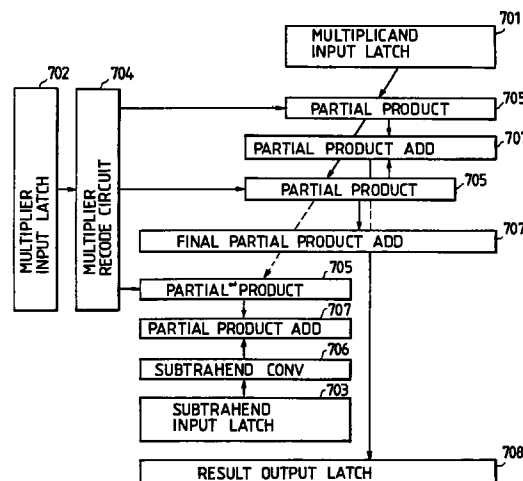 701
MULTIPLICAND
INPUT LATCH
702
704
705
PARTIAL PRODUCT
707
PARTIAL PRODUCT ADD
MULTIPLIER
INPUT LATCH
MULTIPLIER
RECODE CIRCUIT
705
PARTIAL PRODUCT
707
FINAL PARTIAL PRODUCT ADD
705
PARTIAL PRODUCT
707
PARTIAL PRODUCT ADD
706
SUBTRAHEND CONV
703
SUBTRAHEND
INPUT LATCH
708
RESULT OUTPUT LATCH